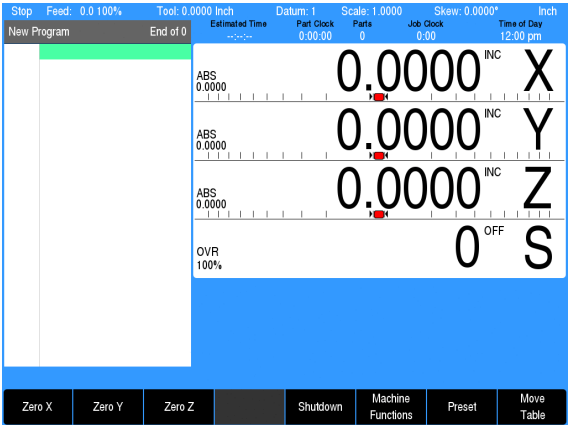 Stop Feed: 0.0 100% Tool: 0.0000 Inch Datum: 1 Scale: 1.0000 Skew: 0.0000° Inch
Estimated Time Part Clock Parts Job Clock Time of Day
--:--:-- 0:00:00 0 0:00 12:00 pm
New Program End of 0
ABS 0.0000 0.0000 INC X
ABS 0.0000 0.0000 INC Y
ABS 0.0000 0.0000 INC Z
OVR 100% 0 OFF S
Zero X Zero Y Zero Z Shutdown Machine Functions Preset Move Table